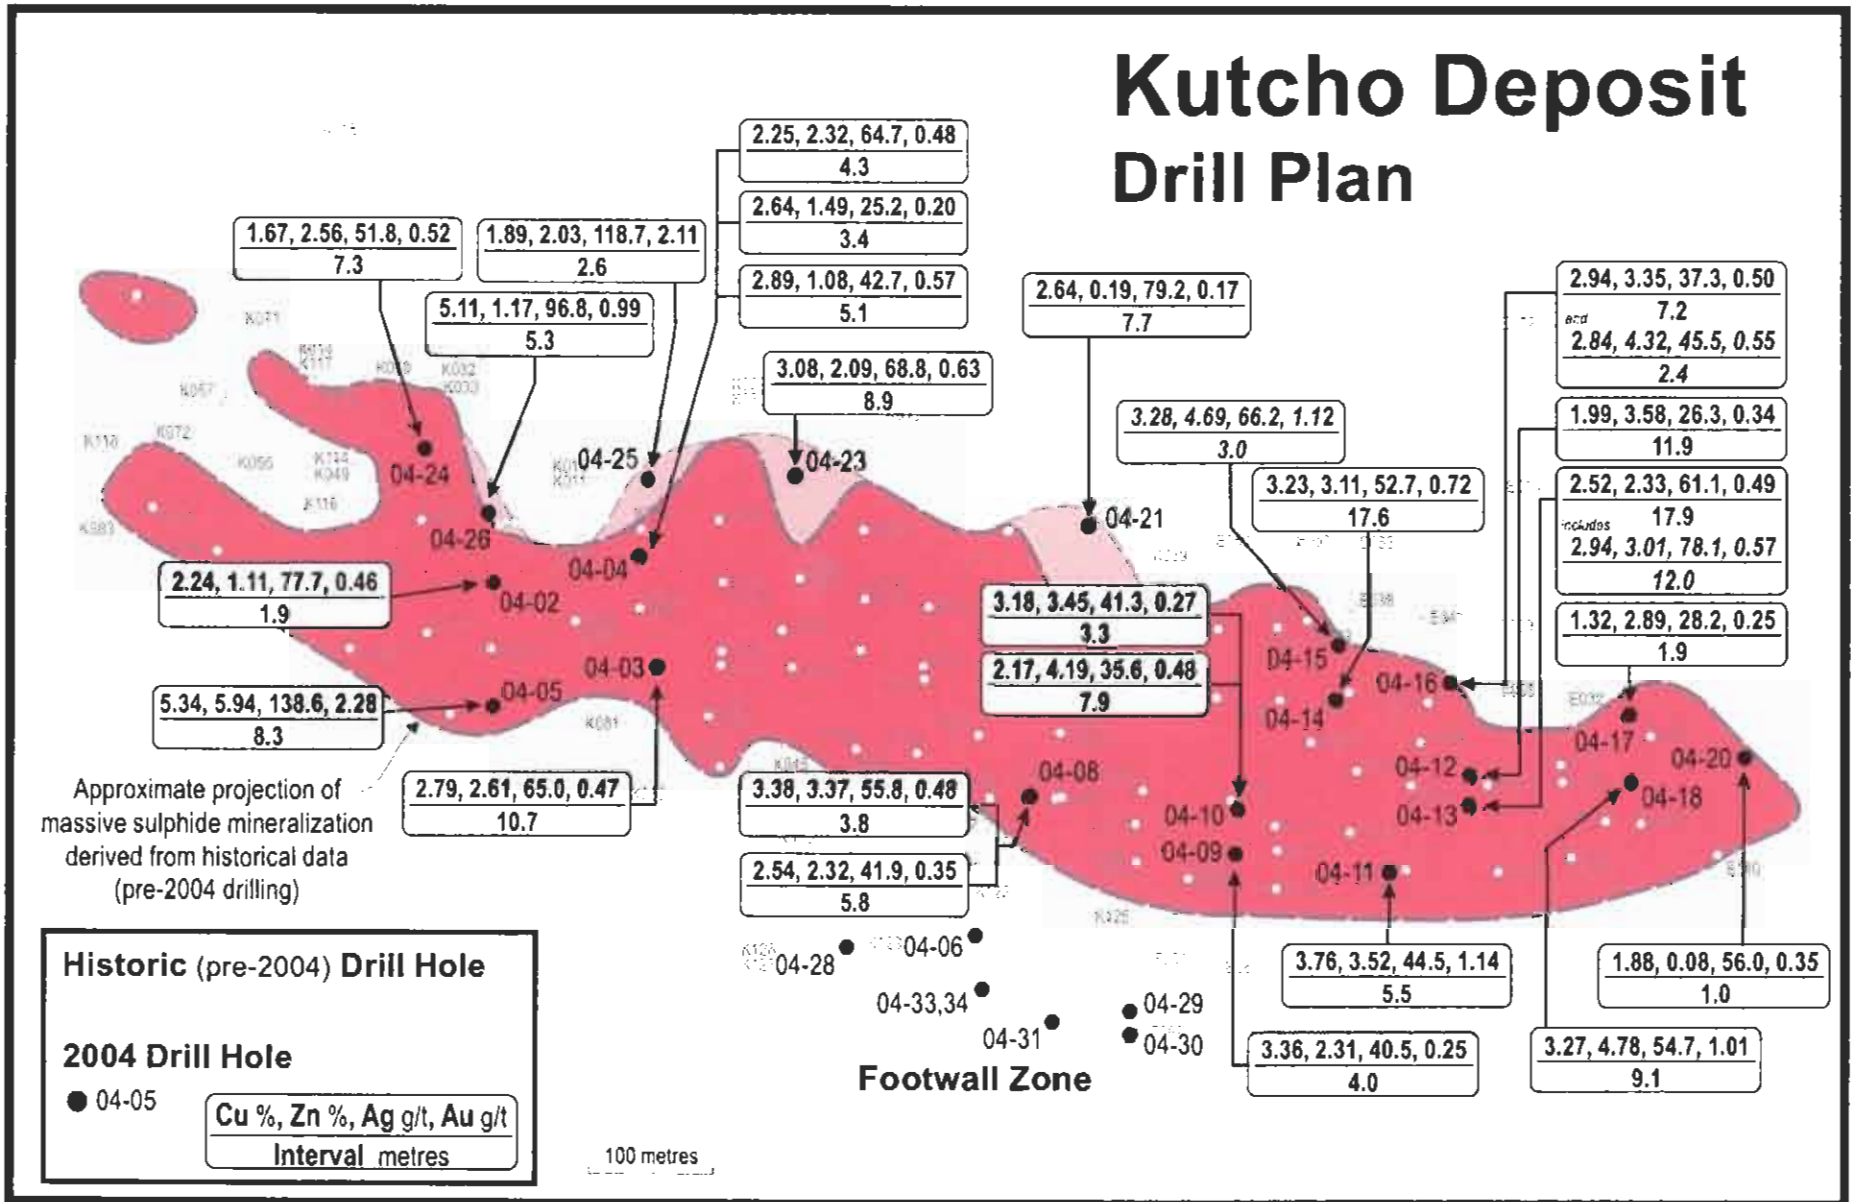 Kutcho Deposit
Drill Plan
2.25, 2.32, 64.7, 0.48
4.3
2.64, 1.49, 25.2, 0.20
3.4
2.89, 1.08, 42.7, 0.57
5.1
1.67, 2.56, 51.8, 0.52
7.3
1.89, 2.03, 118.7, 2.11
2.6
5.11, 1.17, 96.8, 0.99
5.3
3.08, 2.09, 68.8, 0.63
8.9
2.64, 0.19, 79.2, 0.17
7.7
2.94, 3.35, 37.3, 0.50
7.2
and
2.84, 4.32, 45.5, 0.55
2.4
3.28, 4.69, 66.2, 1.12
3.0
1.99, 3.58, 26.3, 0.34
11.9
3.23, 3.11, 52.7, 0.72
17.6
2.52, 2.33, 61.1, 0.49
17.9
includes
2.94, 3.01, 78.1, 0.57
12.0
1.32, 2.89, 28.2, 0.25
1.9
K032
K033
K072
K049
K116
04-24
04-25
04-23
04-26
04-21
04-04
2.24, 1.11, 77.7, 0.46
1.9
04-02
3.18, 3.45, 41.3, 0.27
3.3
2.17, 4.19, 35.6, 0.48
7.9
04-15
04-16
04-14
04-03
04-05
5.34, 5.94, 138.6, 2.28
8.3
K081
E032
04-17
04-20
04-12
04-18
04-13
04-08
04-10
04-09
04-11
Approximate projection of
massive sulphide mineralization
derived from historical data
(pre-2004 drilling)
2.79, 2.61, 65.0, 0.47
10.7
3.38, 3.37, 55.8, 0.48
3.8
2.54, 2.32, 41.9, 0.35
5.8
04-28
04-06
04-33,34
04-31
04-29
04-30
Footwall Zone
3.76, 3.52, 44.5, 1.14
5.5
1.88, 0.08, 56.0, 0.35
1.0
3.36, 2.31, 40.5, 0.25
4.0
3.27, 4.78, 54.7, 1.01
9.1
Historic (pre-2004) Drill Hole
2004 Drill Hole
04-05
Cu %, Zn %, Ag g/t, Au g/t
Interval metres
100 metres